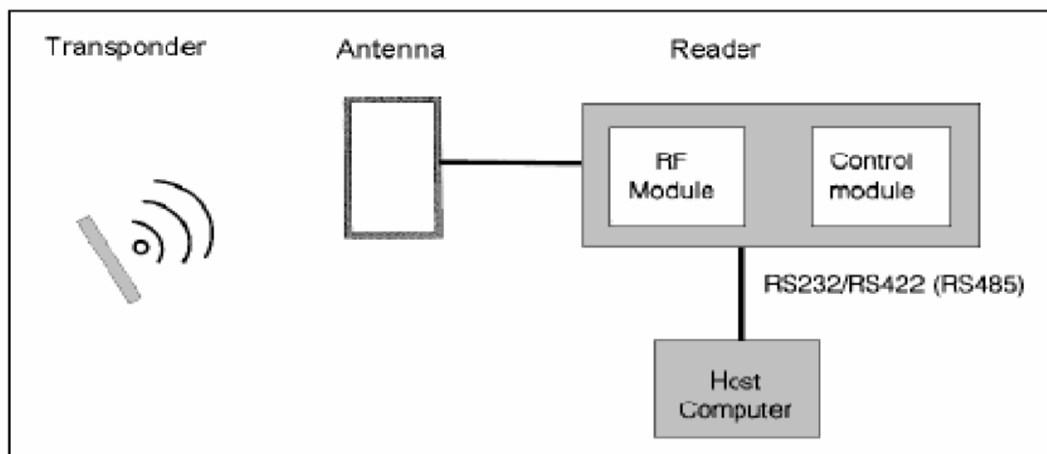 Transponder
Antenna
Reader
RF
Module
Control
module
RS232/RS422 (RS485)
Host
Computer